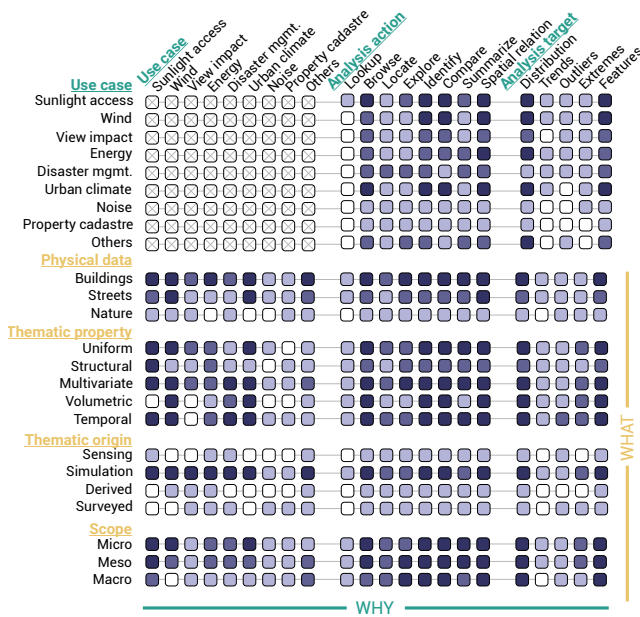 Use case
Sunlight access
Wind
View impact
Energy
Disaster mgmt.
Urban climate
Noise
Property cadastre
Others
Analysis action
Lookup
Browse
Locate
Explore
Identify
Compare
Summarize
Spatial relation
Analysis target
Distribution
Trends
Outliers
Extremes
Features
Use case
Sunlight access
Wind
View impact
Energy
Disaster mgmt.
Urban climate
Noise
Property cadastre
Others
Physical data
Buildings
Streets
Nature
Thematic property
Uniform
Structural
Multivariate
Volumetric
Temporal
Thematic origin
Sensing
Simulation
Derived
Surveyed
Scope
Micro
Meso
Macro
WHAT
WHY